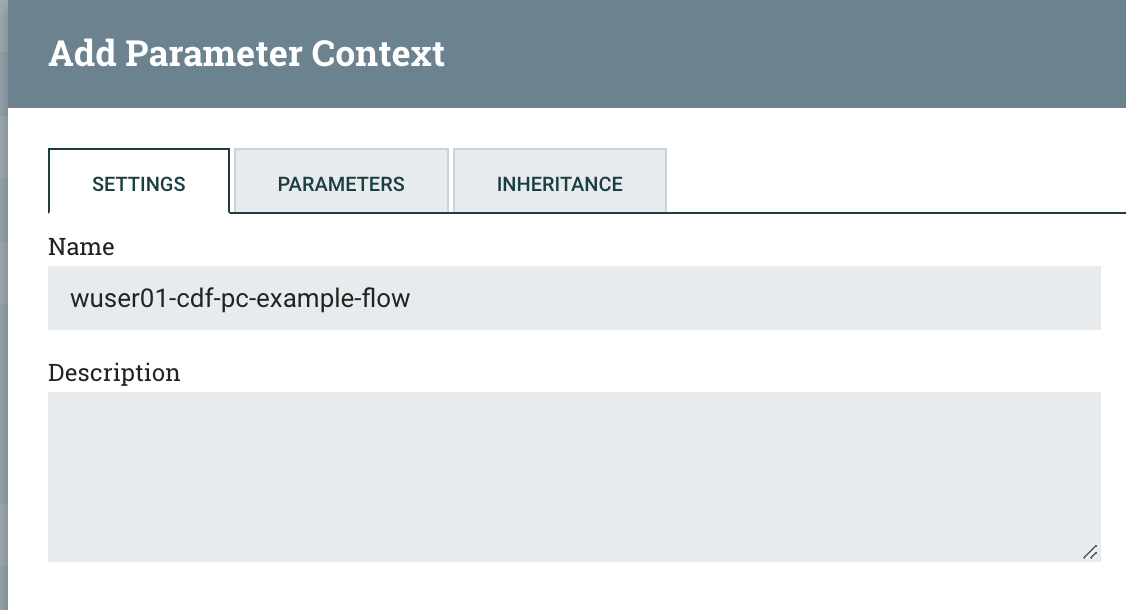 Add Parameter Context
SETTINGS PARAMETERS INHERITANCE
Name
wuser01-cdf-pc-example-flow
Description